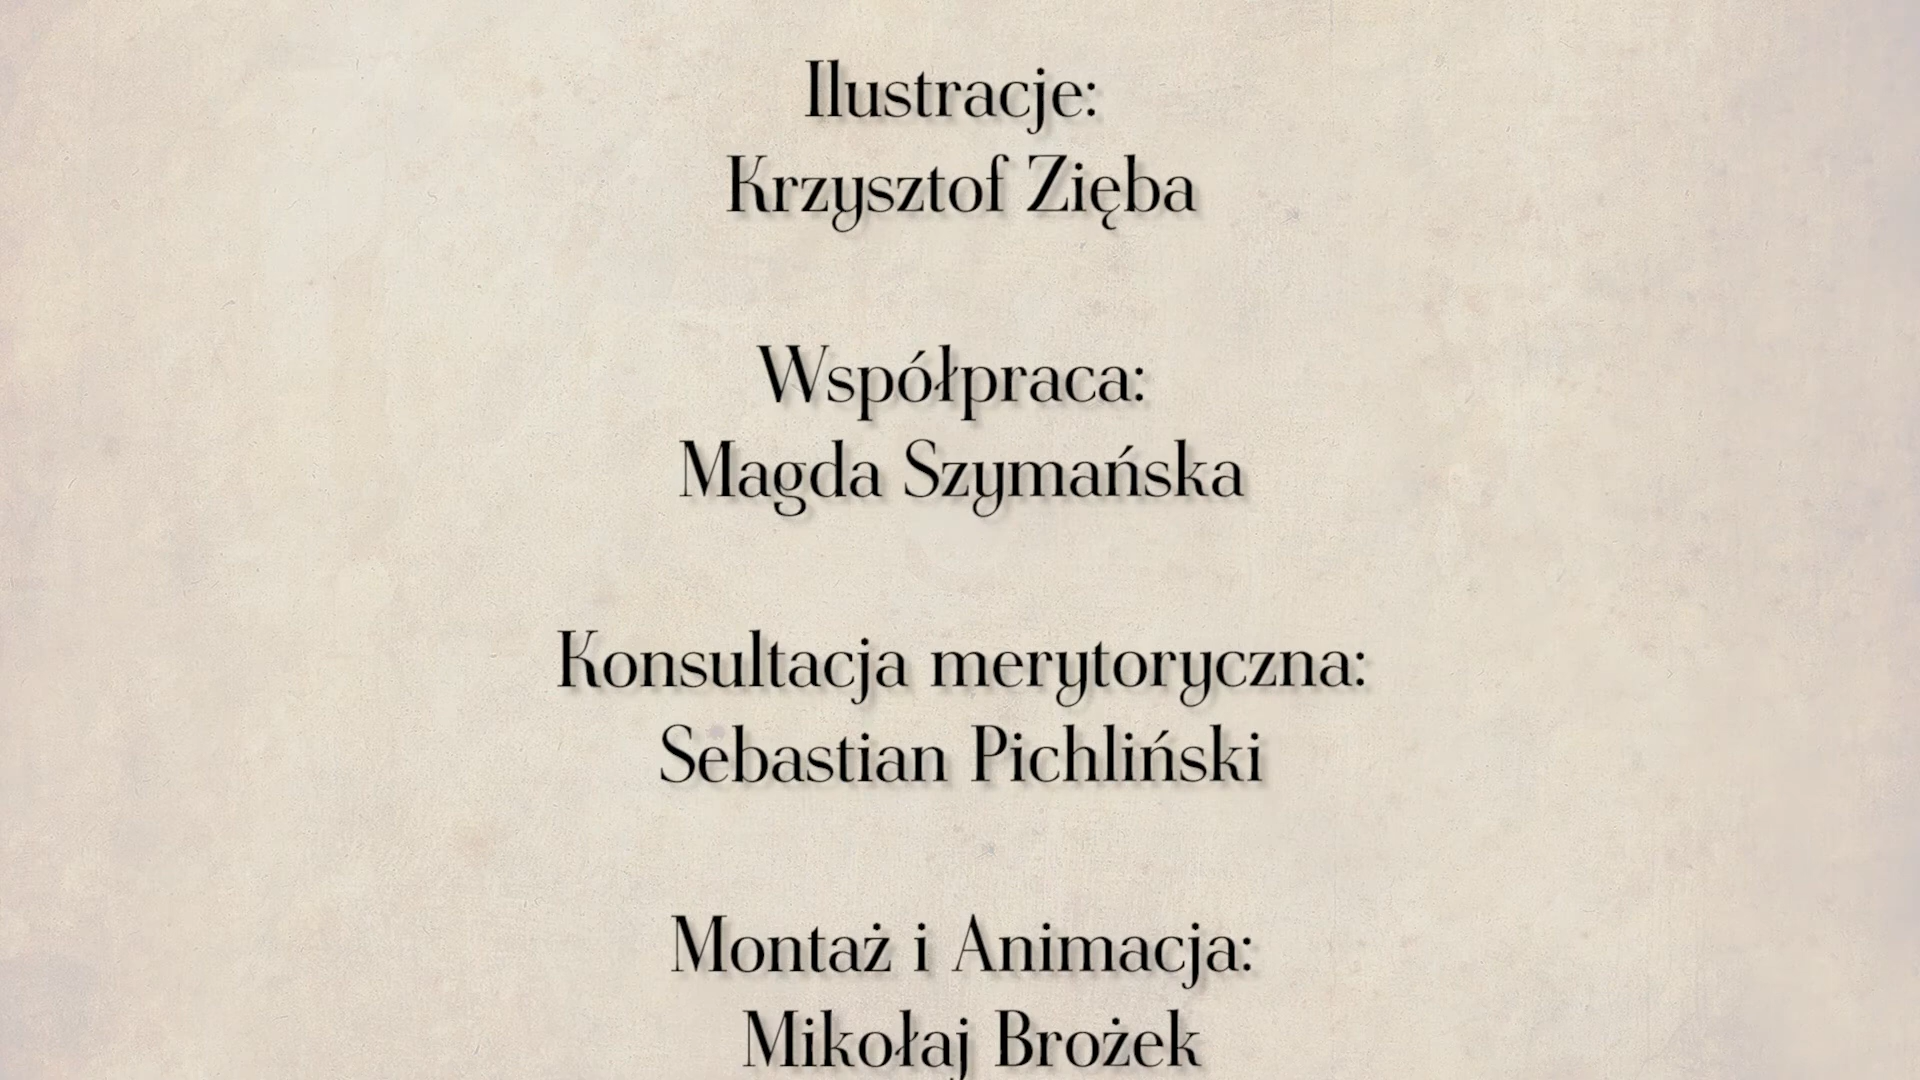 Ilustracje:
Krzysztof Zięba
Współpraca:
Magda Szymańska
Konsultacja merytoryczna:
Sebastian Pichliński
Montaż i Animacja:
Mikołaj Brożek